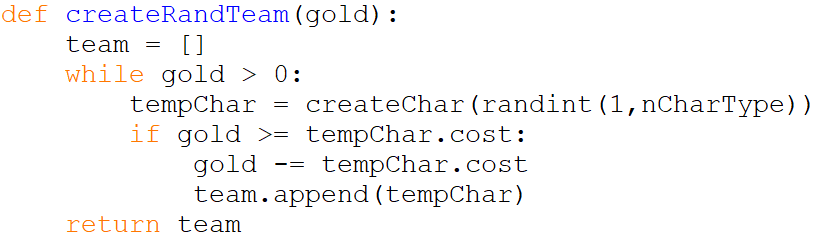 def createRandTeam(gold):
    team = []
    while gold > 0:
        tempChar = createChar(randint(1,nCharType))
        if gold >= tempChar.cost:
            gold -= tempChar.cost
            team.append(tempChar)
    return team